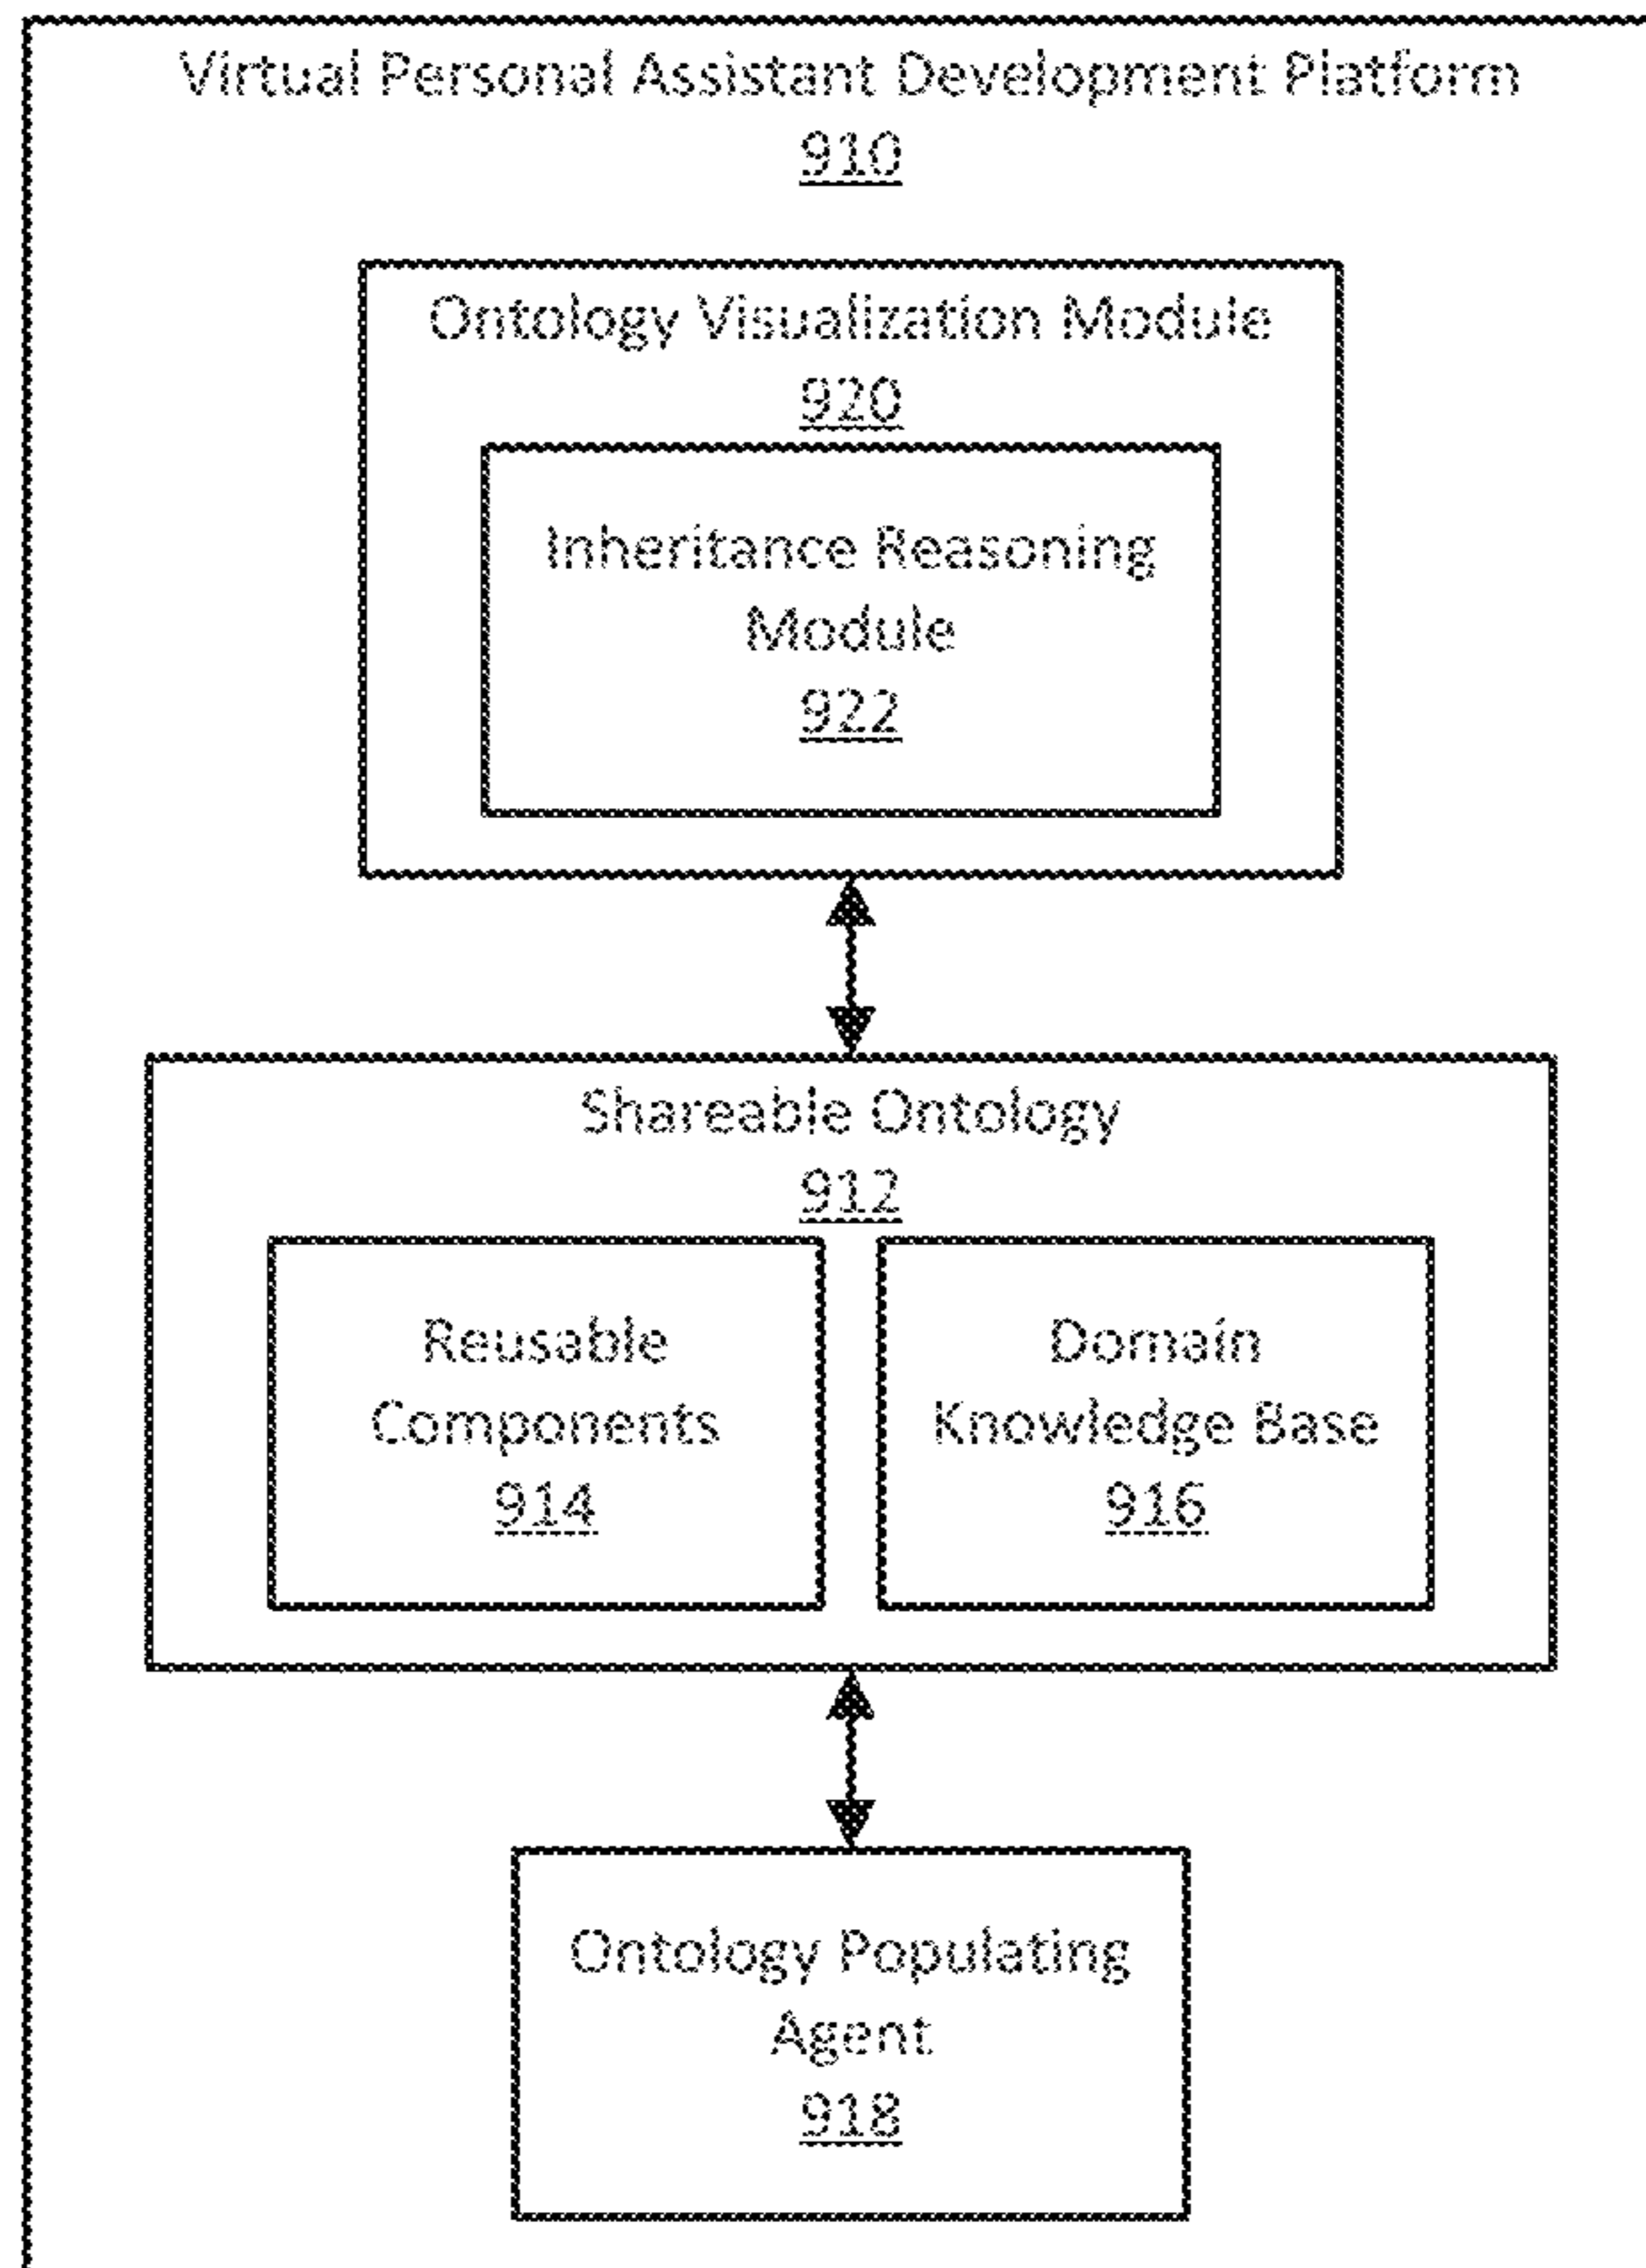 Virtual Personal Assistant Development Platform
910
Ontology Visualization Module
920
Inheritance Reasoning
Module
922
Shareable Ontology
912
Reusable
Components
914
Domain
Knowledge Base
916
Ontology Populating
Agent
918